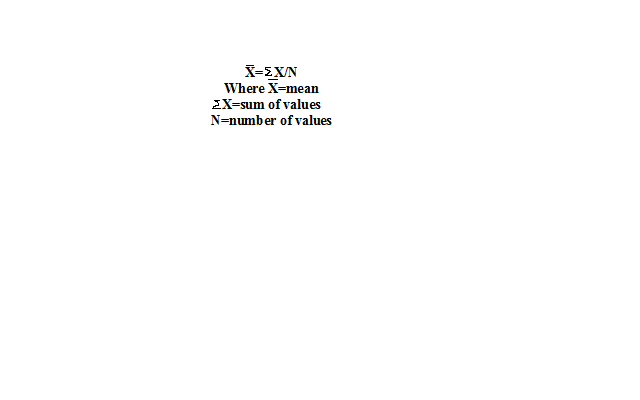 X̅=ΣX/N
Where X̅=mean
ΣX=sum of values
N=number of values